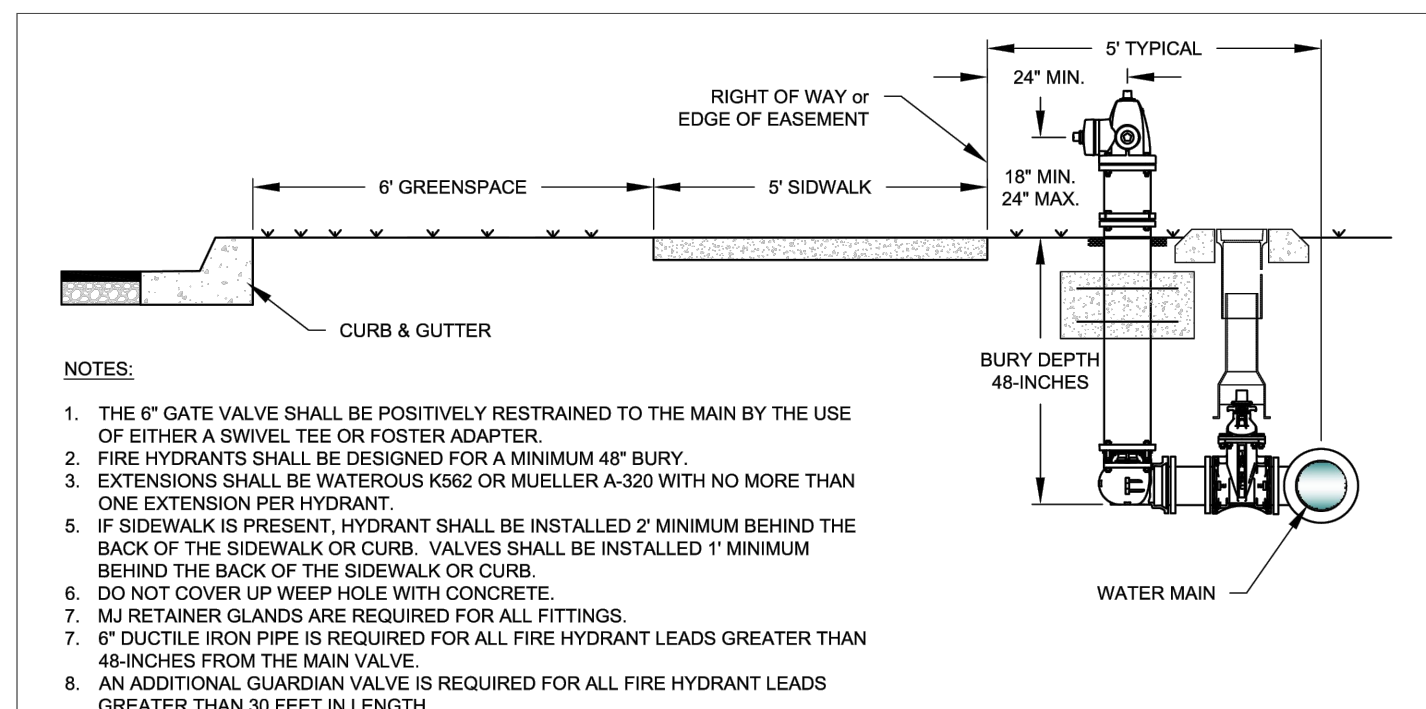 5' TYPICAL
24" MIN.
RIGHT OF WAY or
EDGE OF EASEMENT
6' GREENSPACE
5' SIDWALK
18" MIN.
24" MAX.
CURB & GUTTER
BURY DEPTH
48-INCHES
WATER MAIN
NOTES:
1. THE 6" GATE VALVE SHALL BE POSITIVELY RESTRAINED TO THE MAIN BY THE USE
OF EITHER A SWIVEL TEE OR FOSTER ADAPTER.
2. FIRE HYDRANTS SHALL BE DESIGNED FOR A MINIMUM 48" BURY.
3. EXTENSIONS SHALL BE WATEROUS K562 OR MUELLER A-320 WITH NO MORE THAN
ONE EXTENSION PER HYDRANT.
5. IF SIDEWALK IS PRESENT, HYDRANT SHALL BE INSTALLED 2' MINIMUM BEHIND THE
BACK OF THE SIDEWALK OR CURB. VALVES SHALL BE INSTALLED 1' MINIMUM
BEHIND THE BACK OF THE SIDEWALK OR CURB.
6. DO NOT COVER UP WEEP HOLE WITH CONCRETE.
7. MJ RETAINER GLANDS ARE REQUIRED FOR ALL FITTINGS.
7. 6" DUCTILE IRON PIPE IS REQUIRED FOR ALL FIRE HYDRANT LEADS GREATER THAN
48-INCHES FROM THE MAIN VALVE.
8. AN ADDITIONAL GUARDIAN VALVE IS REQUIRED FOR ALL FIRE HYDRANT LEADS
GREATER THAN 30 FEET IN LENGTH.